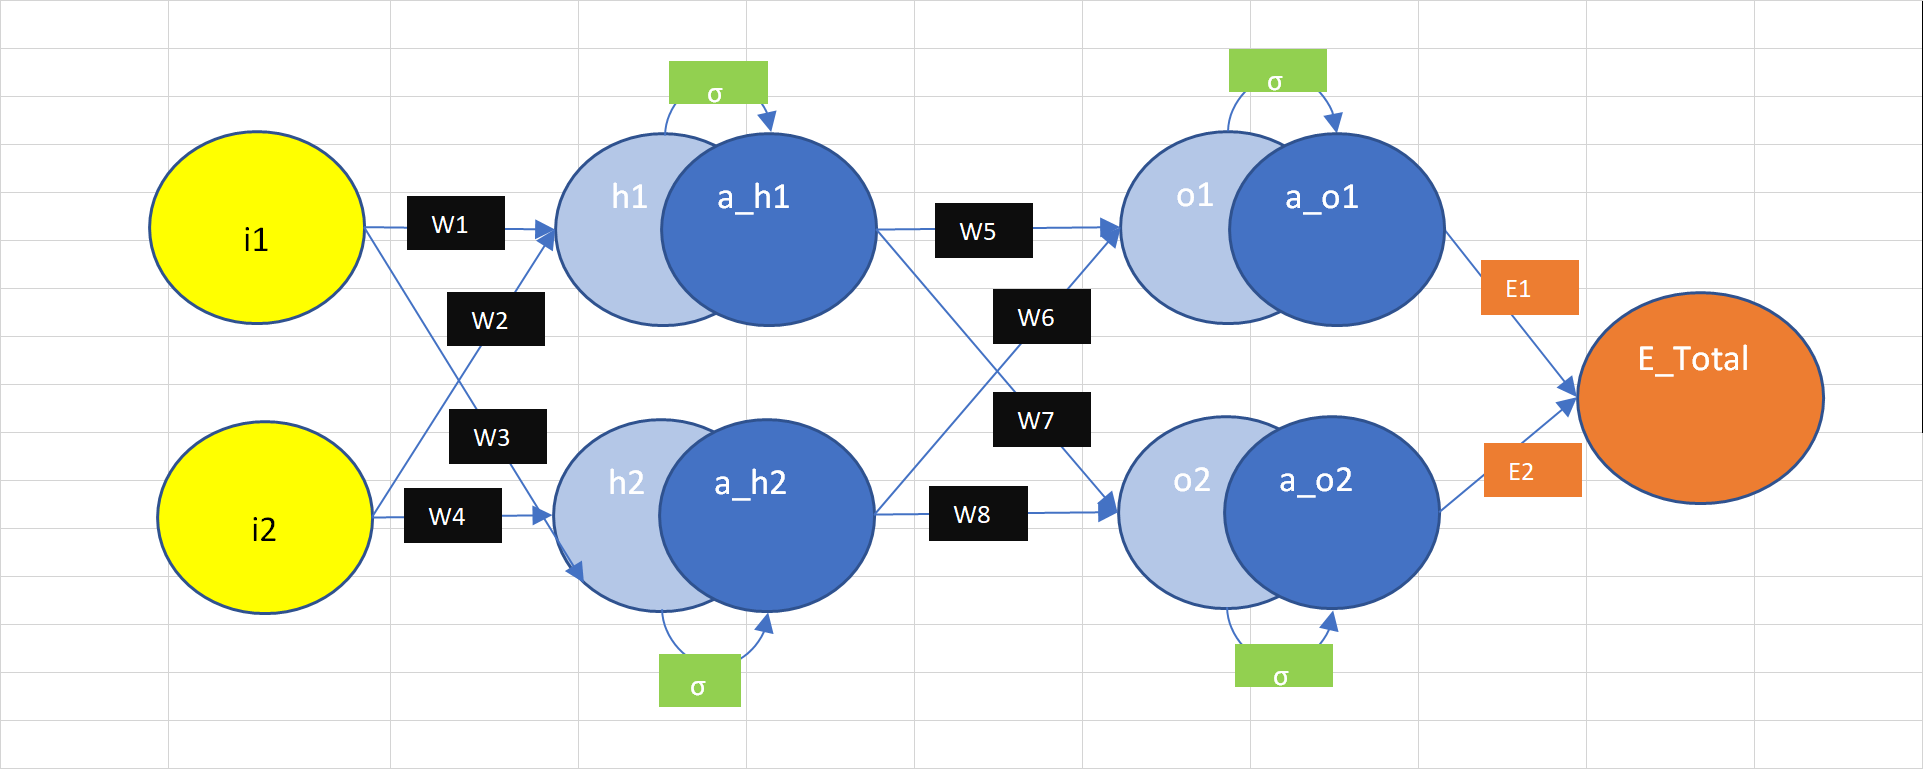 σ
σ
i1
W1
h1
a_h1
W5
o1
a_o1
W2
W6
E1
E_Total
W3
W7
i2
W4
h2
a_h2
W8
o2
a_o2
E2
σ
σ